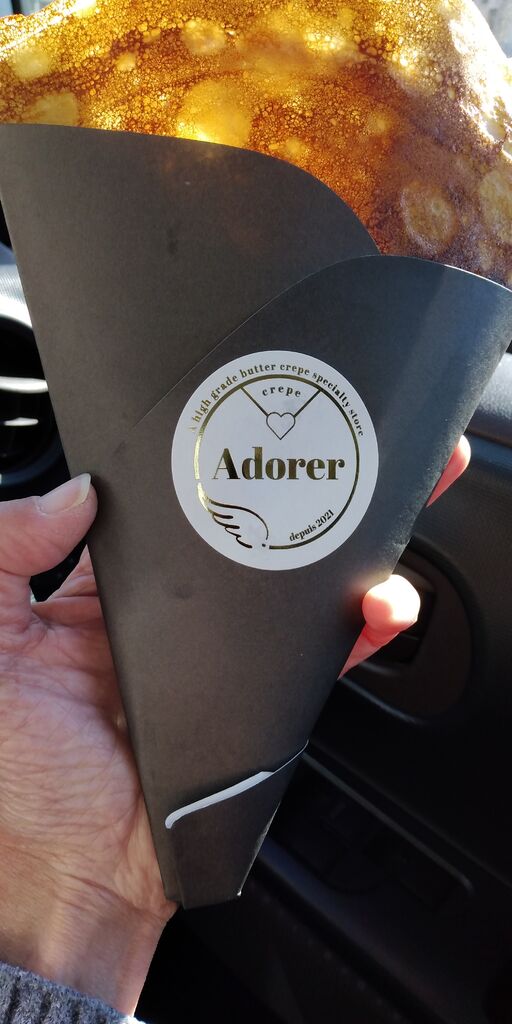 A high grade butter crepe specialty store
crepe
Adorer
depuis 2021